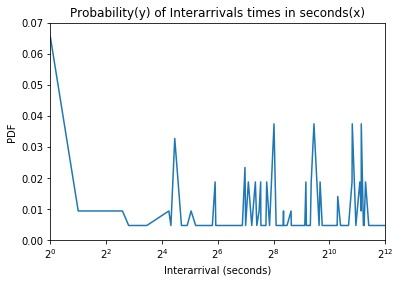 Probability(y) of Interarrivals times in seconds(x)
0.07
0.06
0.05
0.04
0.03
0.02
0.01
0.00
PDF
2^0 2^2 2^4 2^6 2^8 2^10 2^12
Interarrival (seconds)